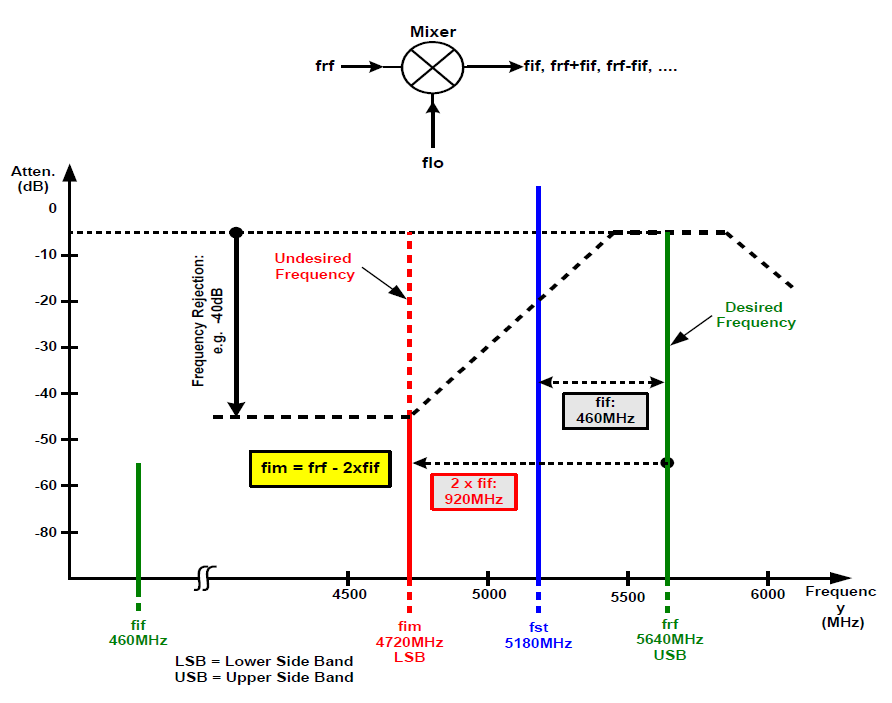 Mixer
frf
fif, frf+fif, frf-fif, ....
flo
Atten.
(dB)
0
-10
-20
-30
-40
-50
-60
-80
Frequency Rejection:
e.g. -40dB
Undesired
Frequency
Desired
Frequency
fif:
460MHz
fim = frf - 2xfif
2 x fif:
920MHz
4500
5000
5500
6000
Frequenc
y
(MHz)
fif
460MHz
fim
4720MHz
LSB
fst
5180MHz
frf
5640MHz
USB
LSB = Lower Side Band
USB = Upper Side Band